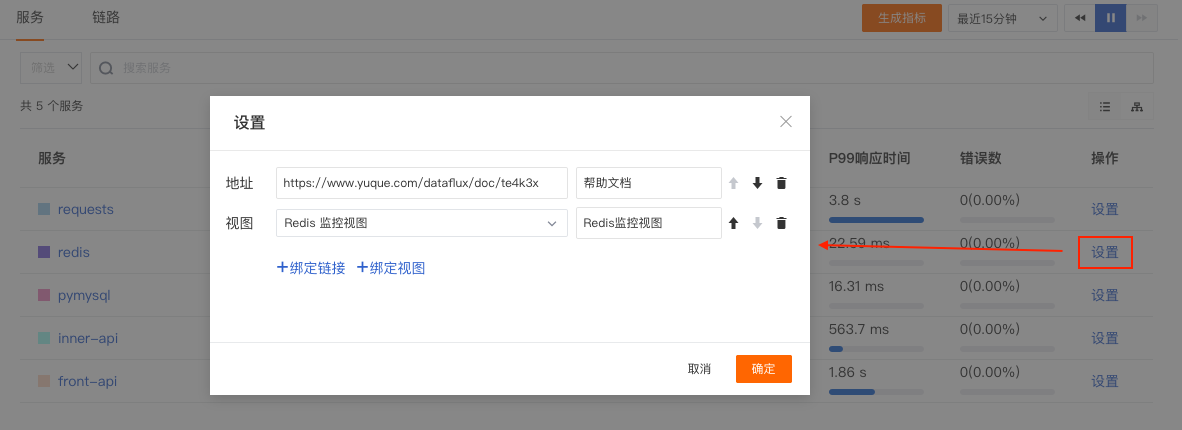 服务 链路 生成指标 最近15分钟
筛选 搜索服务
共 5 个服务
设置
服务 P99响应时间 错误数 操作
地址 https://www.yuque.com/dataflux/doc/te4k3x 帮助文档
requests 3.8 s 0(0.00%) 设置
视图 Redis 监控视图 Redis监控视图
redis 22.59 ms 0(0.00%) 设置
+绑定链接 +绑定视图
pymysql 16.31 ms 0(0.00%) 设置
inner-api 563.7 ms 0(0.00%) 设置
取消 确定
front-api 1.86 s 0(0.00%) 设置